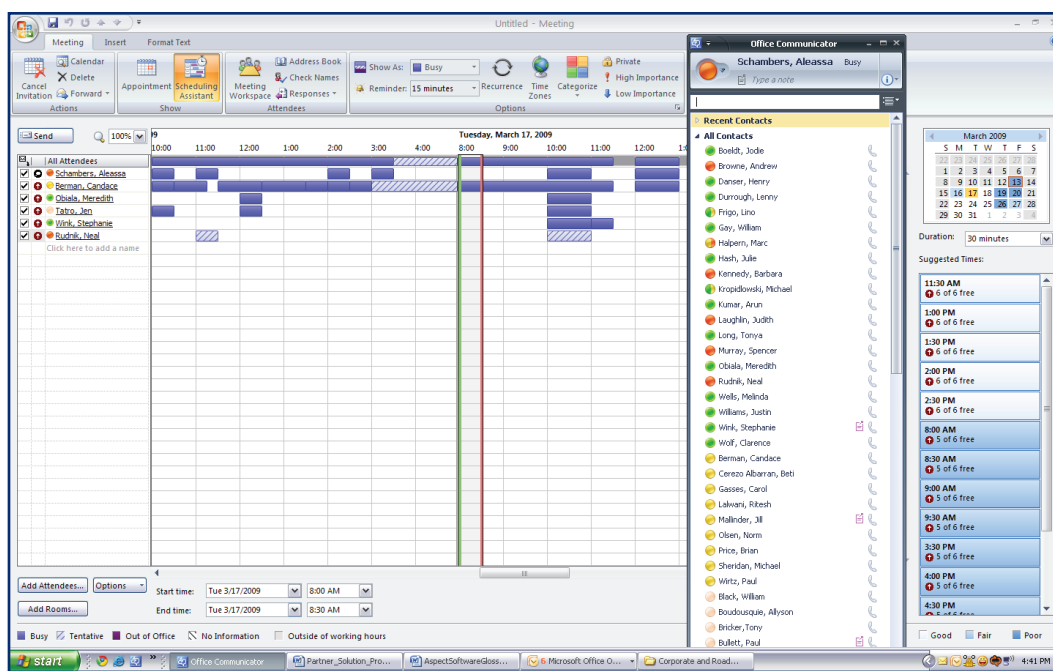 Untitled - Meeting
Meeting Insert Format Text
Cancel Invitation
Calendar
Delete
Forward
Actions
Appointment
Scheduling Assistant
Show
Meeting Workspace
Address Book
Check Names
Responses
Attendees
Show As: Busy
Reminder: 15 minutes
Recurrence
Time Zones
Categorize
Options
Private
High Importance
Low Importance
Send
100%
Tuesday, March 17, 2009
10:00 11:00 12:00 1:00 2:00 3:00 4:00 8:00 9:00 10:00 11:00 12:00
All Attendees
Schambers, Aleassa
Berman, Candace
Obiala, Meredith
Tatro, Jen
Wink, Stephanie
Rudnik, Neal
Click here to add a name
Add Attendees... Options
Add Rooms...
Start time: Tue 3/17/2009 8:00 AM
End time: Tue 3/17/2009 8:30 AM
Busy Tentative Out of Office No Information Outside of working hours
Office Communicator
Schambers, Aleassa Busy
Type a note
Recent Contacts
All Contacts
Boeldt, Jodie
Browne, Andrew
Danser, Henry
Durrough, Lenny
Frigo, Lino
Gay, William
Halpern, Marc
Hash, Julie
Kennedy, Barbara
Kropidlowski, Michael
Kumar, Arun
Laughlin, Judith
Long, Tonya
Murray, Spencer
Obiala, Meredith
Rudnik, Neal
Wells, Melinda
Williams, Justin
Wink, Stephanie
Wolf, Clarence
Berman, Candace
Cerezo Albarran, Beti
Gasses, Carol
Lalwani, Ritesh
Mallinder, Jill
Olsen, Norm
Price, Brian
Sheridan, Michael
Wirtz, Paul
Black, William
Boudousquie, Allyson
Bricker,Tony
Bullett, Paul
March 2009
S M T W T F S
22 23 24 25 26 27 28
1 2 3 4 5 6 7
8 9 10 11 12 13 14
15 16 17 18 19 20 21
22 23 24 25 26 27 28
29 30 31 1 2 3 4
Duration: 30 minutes
Suggested Times:
11:30 AM
6 of 6 free
1:00 PM
6 of 6 free
1:30 PM
6 of 6 free
2:00 PM
6 of 6 free
2:30 PM
6 of 6 free
8:00 AM
5 of 6 free
8:30 AM
5 of 6 free
9:00 AM
5 of 6 free
9:30 AM
5 of 6 free
3:30 PM
5 of 6 free
4:00 PM
5 of 6 free
4:30 PM
Good Fair Poor
start
Office Communicator
Partner_Solution_Pro...
AspectSoftwareGloss...
6 Microsoft Office O...
Corporate and Road...
4:41 PM